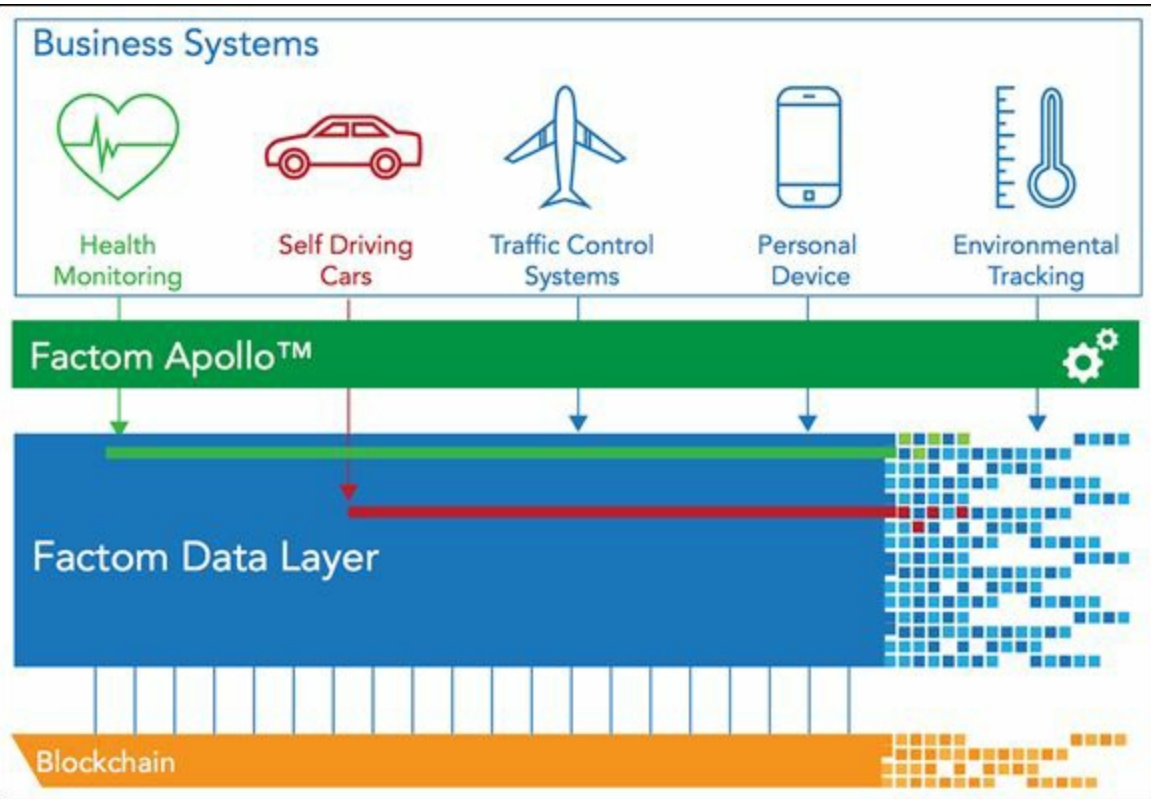 Business Systems
Health
Monitoring
Self Driving
Cars
Traffic Control
Systems
Personal
Device
Environmental
Tracking
Factom Apollo™
Factom Data Layer
Blockchain